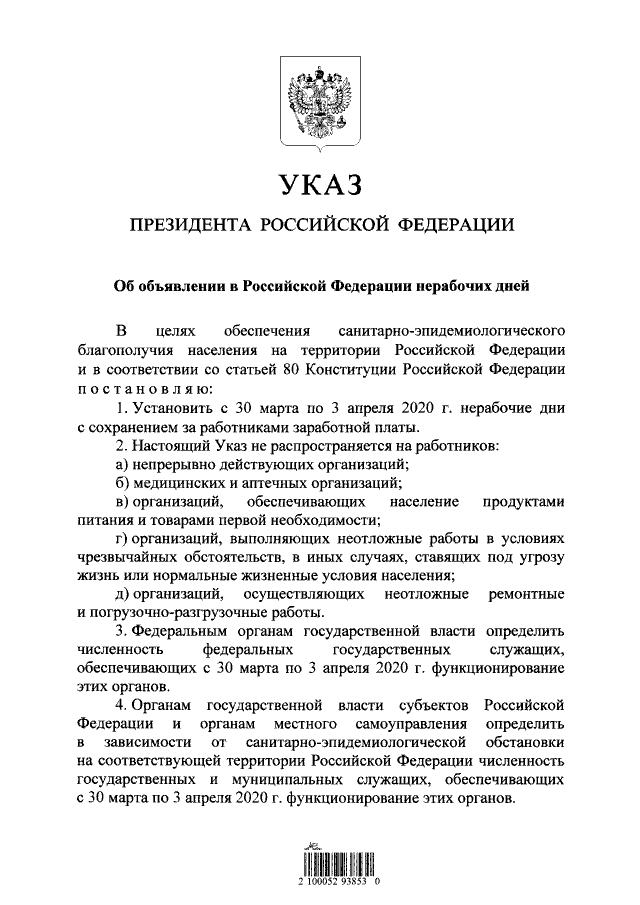 УКАЗ
ПРЕЗИДЕНТА РОССИЙСКОЙ ФЕДЕРАЦИИ
Об объявлении в Российской Федерации нерабочих дней
В целях обеспечения санитарно-эпидемиологического
благополучия населения на территории Российской Федерации
и в соответствии со статьей 80 Конституции Российской Федерации
п о с т а н о в л я ю:
1. Установить с 30 марта по 3 апреля 2020 г. нерабочие дни
с сохранением за работниками заработной платы.
2. Настоящий Указ не распространяется на работников:
а) непрерывно действующих организаций;
б) медицинских и аптечных организаций;
в) организаций, обеспечивающих население продуктами
питания и товарами первой необходимости;
г) организаций, выполняющих неотложные работы в условиях
чрезвычайных обстоятельств, в иных случаях, ставящих под угрозу
жизнь или нормальные жизненные условия населения;
д) организаций, осуществляющих неотложные ремонтные
и погрузочно-разгрузочные работы.
3. Федеральным органам государственной власти определить
численность федеральных государственных служащих,
обеспечивающих с 30 марта по 3 апреля 2020 г. функционирование
этих органов.
4. Органам государственной власти субъектов Российской
Федерации и органам местного самоуправления определить
в зависимости от санитарно-эпидемиологической обстановки
на соответствующей территории Российской Федерации численность
государственных и муниципальных служащих, обеспечивающих
с 30 марта по 3 апреля 2020 г. функционирование этих органов.
2 100052 93853 0